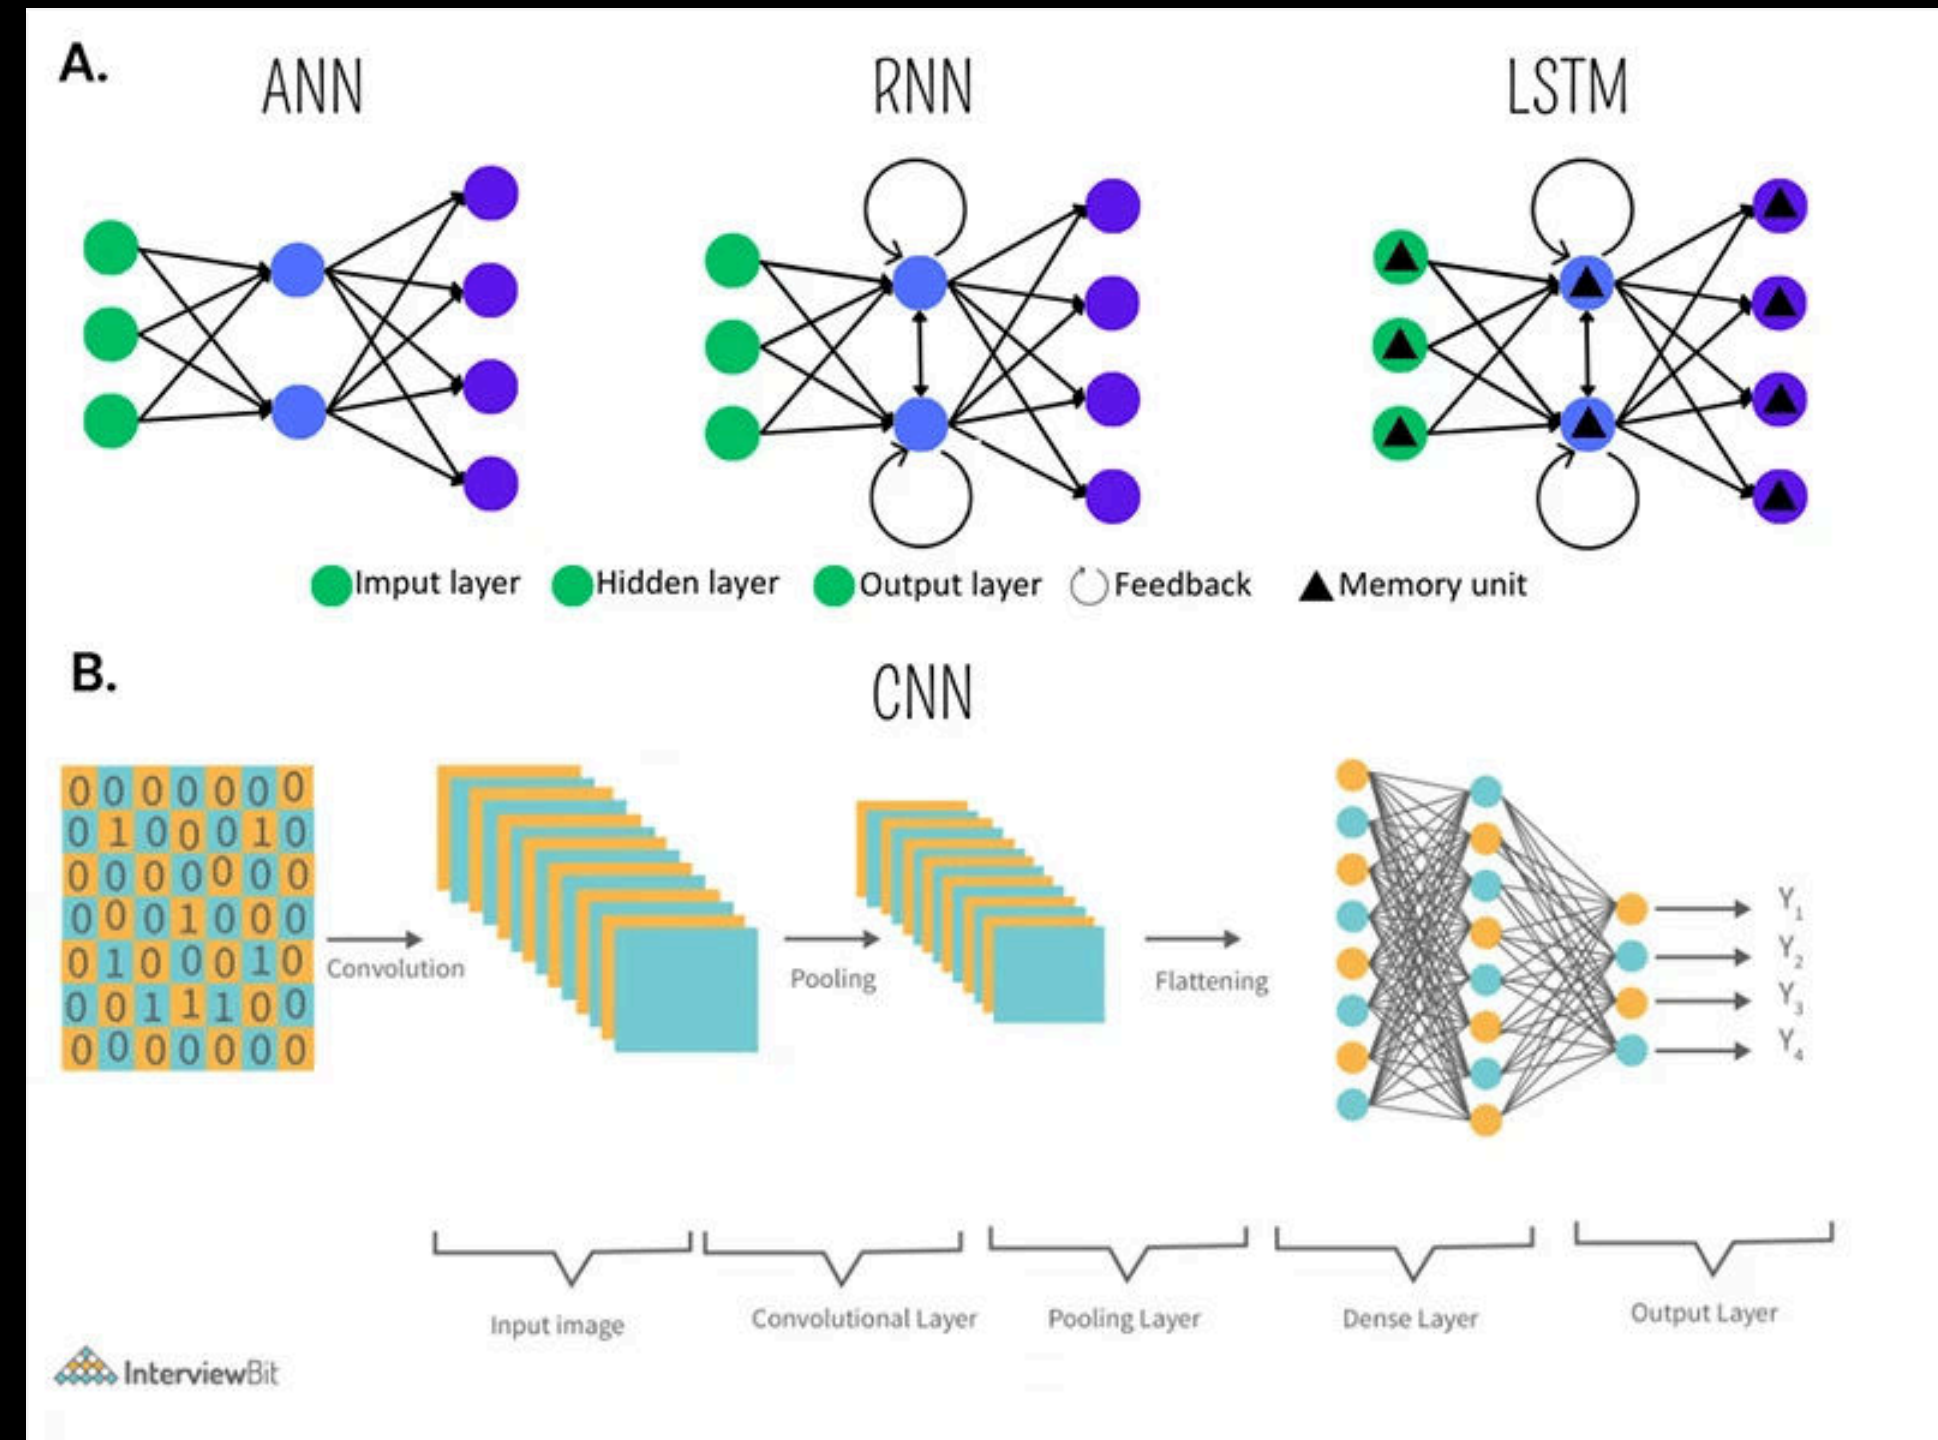 A.
ANN
RNN
LSTM
Imput layer
Hidden layer
Output layer
Feedback
Memory unit
B.
CNN
0 0 0 0 0 0 0
0 1 0 0 0 1 0
0 0 0 0 0 0 0
0 0 0 1 0 0 0
0 1 0 0 0 1 0
0 0 1 1 1 0 0
0 0 0 0 0 0 0
Convolution
Pooling
Flattening
Y1
Y2
Y3
Y4
Input image
Convolutional Layer
Pooling Layer
Dense Layer
Output Layer
InterviewBit